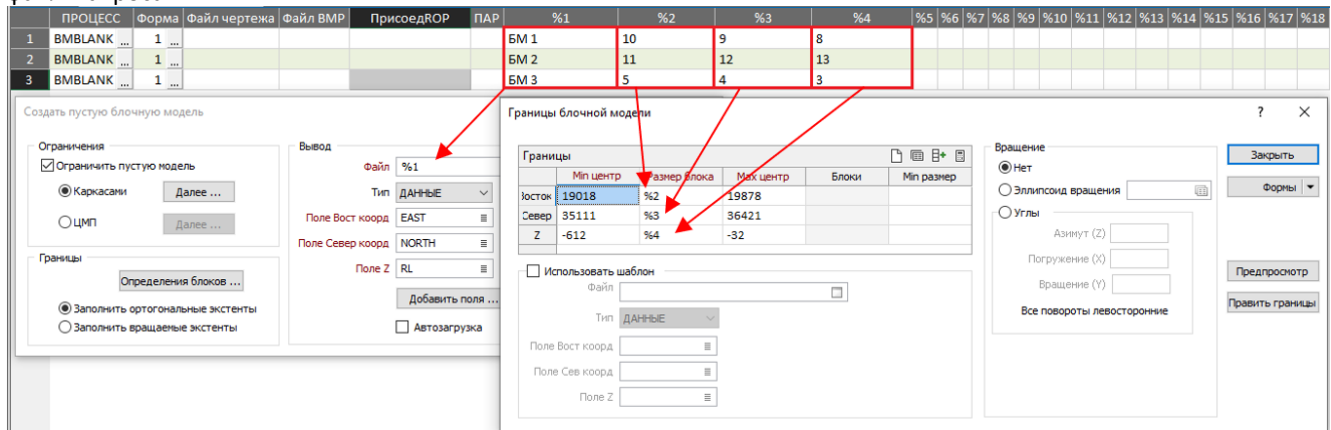 ПРОЦЕСС Форма Файл чертежа Файл BMP ПрисоедROP ПАР %1 %2 %3 %4 %5 %6 %7 %8 %9 %10 %11 %12 %13 %14 %15 %16 %17 %18
1 BMBLANK ... 1 ... БМ 1 10 9 8
2 BMBLANK ... 1 ... БМ 2 11 12 13
3 BMBLANK ... 1 ... БМ 3 5 4 3
Создать пустую блочную модель
Ограничения
Ограничить пустую модель
Каркасами Далее ...
ЦМП Далее ...
Границы
Определения блоков ...
Заполнить ортогональные экстенты
Заполнить вращаемые экстенты
Вывод
Файл %1
Тип ДАННЫЕ
Поле Вост коорд EAST
Поле Север коорд NORTH
Поле Z RL
Добавить поля ...
Автозагрузка
Границы блочной модели ? ×
Границы
Min центр Размер блока Max центр Блоки Min размер
Восток 19018 %2 19878
Север 35111 %3 36421
Z -612 %4 -32
Использовать шаблон
Файл
Тип ДАННЫЕ
Поле Вост коорд
Поле Сев коорд
Поле Z
Вращение
Нет
Эллипсоид вращения
Углы
Азимут (Z)
Погружение (X)
Вращение (Y)
Все повороты левосторонние
Закрыть
Формы
Предпросмотр
Править границы